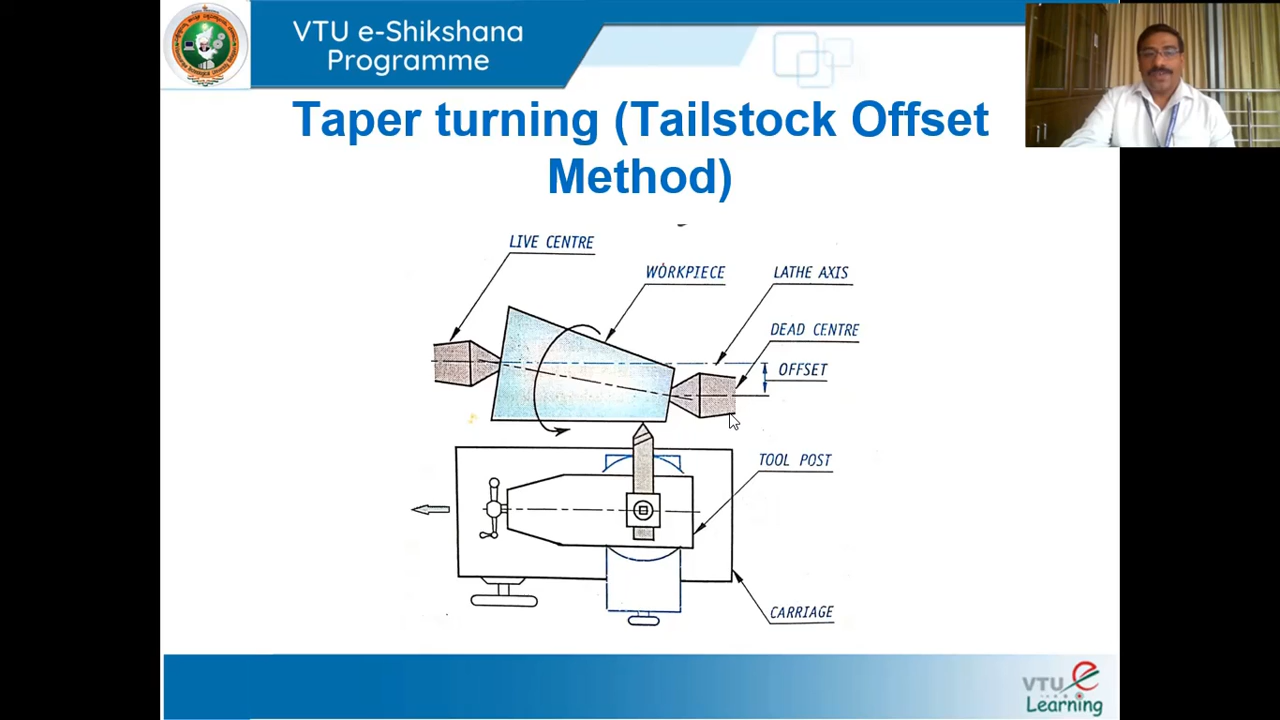 VTU e-Shikshana
Programme
Taper turning (Tailstock Offset
Method)
LIVE CENTRE
WORKPIECE
LATHE AXIS
DEAD CENTRE
OFFSET
TOOL POST
CARRIAGE
VTU e
Learning